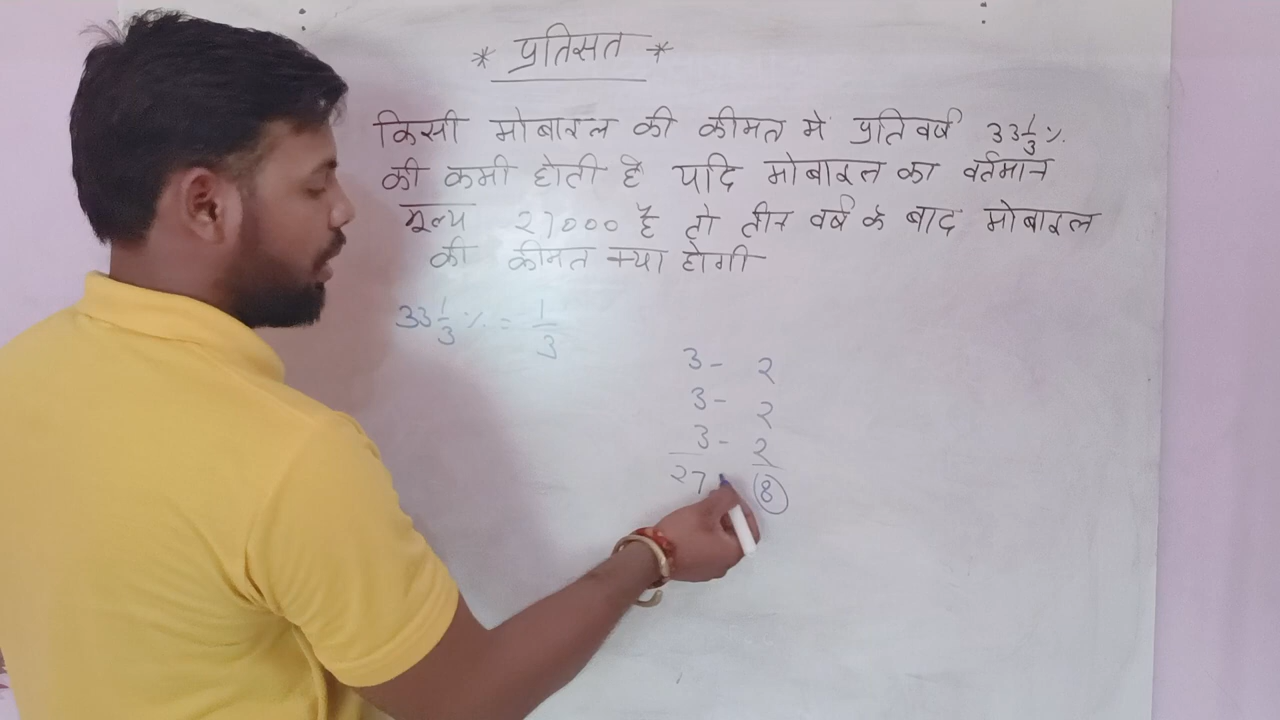 * प्रतिसत *
किसी मोबाइल की कीमत में प्रतिवर्ष 33 1/3 %.
की कमी होती है यदि मोबाइल का वर्तमान
मूल्य 27000 है तो तीन वर्ष के बाद मोबाइल
की कीमत क्या होगी
33 1/3 % = 1/3
3 - 2
3 - 2
3 - 2
27 8